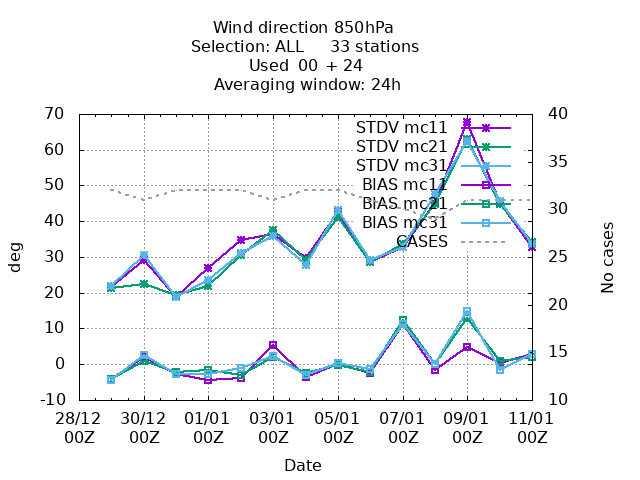 Wind direction 850hPa
Selection: ALL 33 stations
Used 00 + 24
Averaging window: 24h
70
60
50
40
30
20
10
0
-10
deg
40
35
30
25
20
15
10
No cases
STDV mc11
STDV mc21
STDV mc31
BIAS mc11
BIAS mc21
BIAS mc31
CASES
28/12 30/12 01/01 03/01 05/01 07/01 09/01 11/01
00Z 00Z 00Z 00Z 00Z 00Z 00Z 00Z
Date